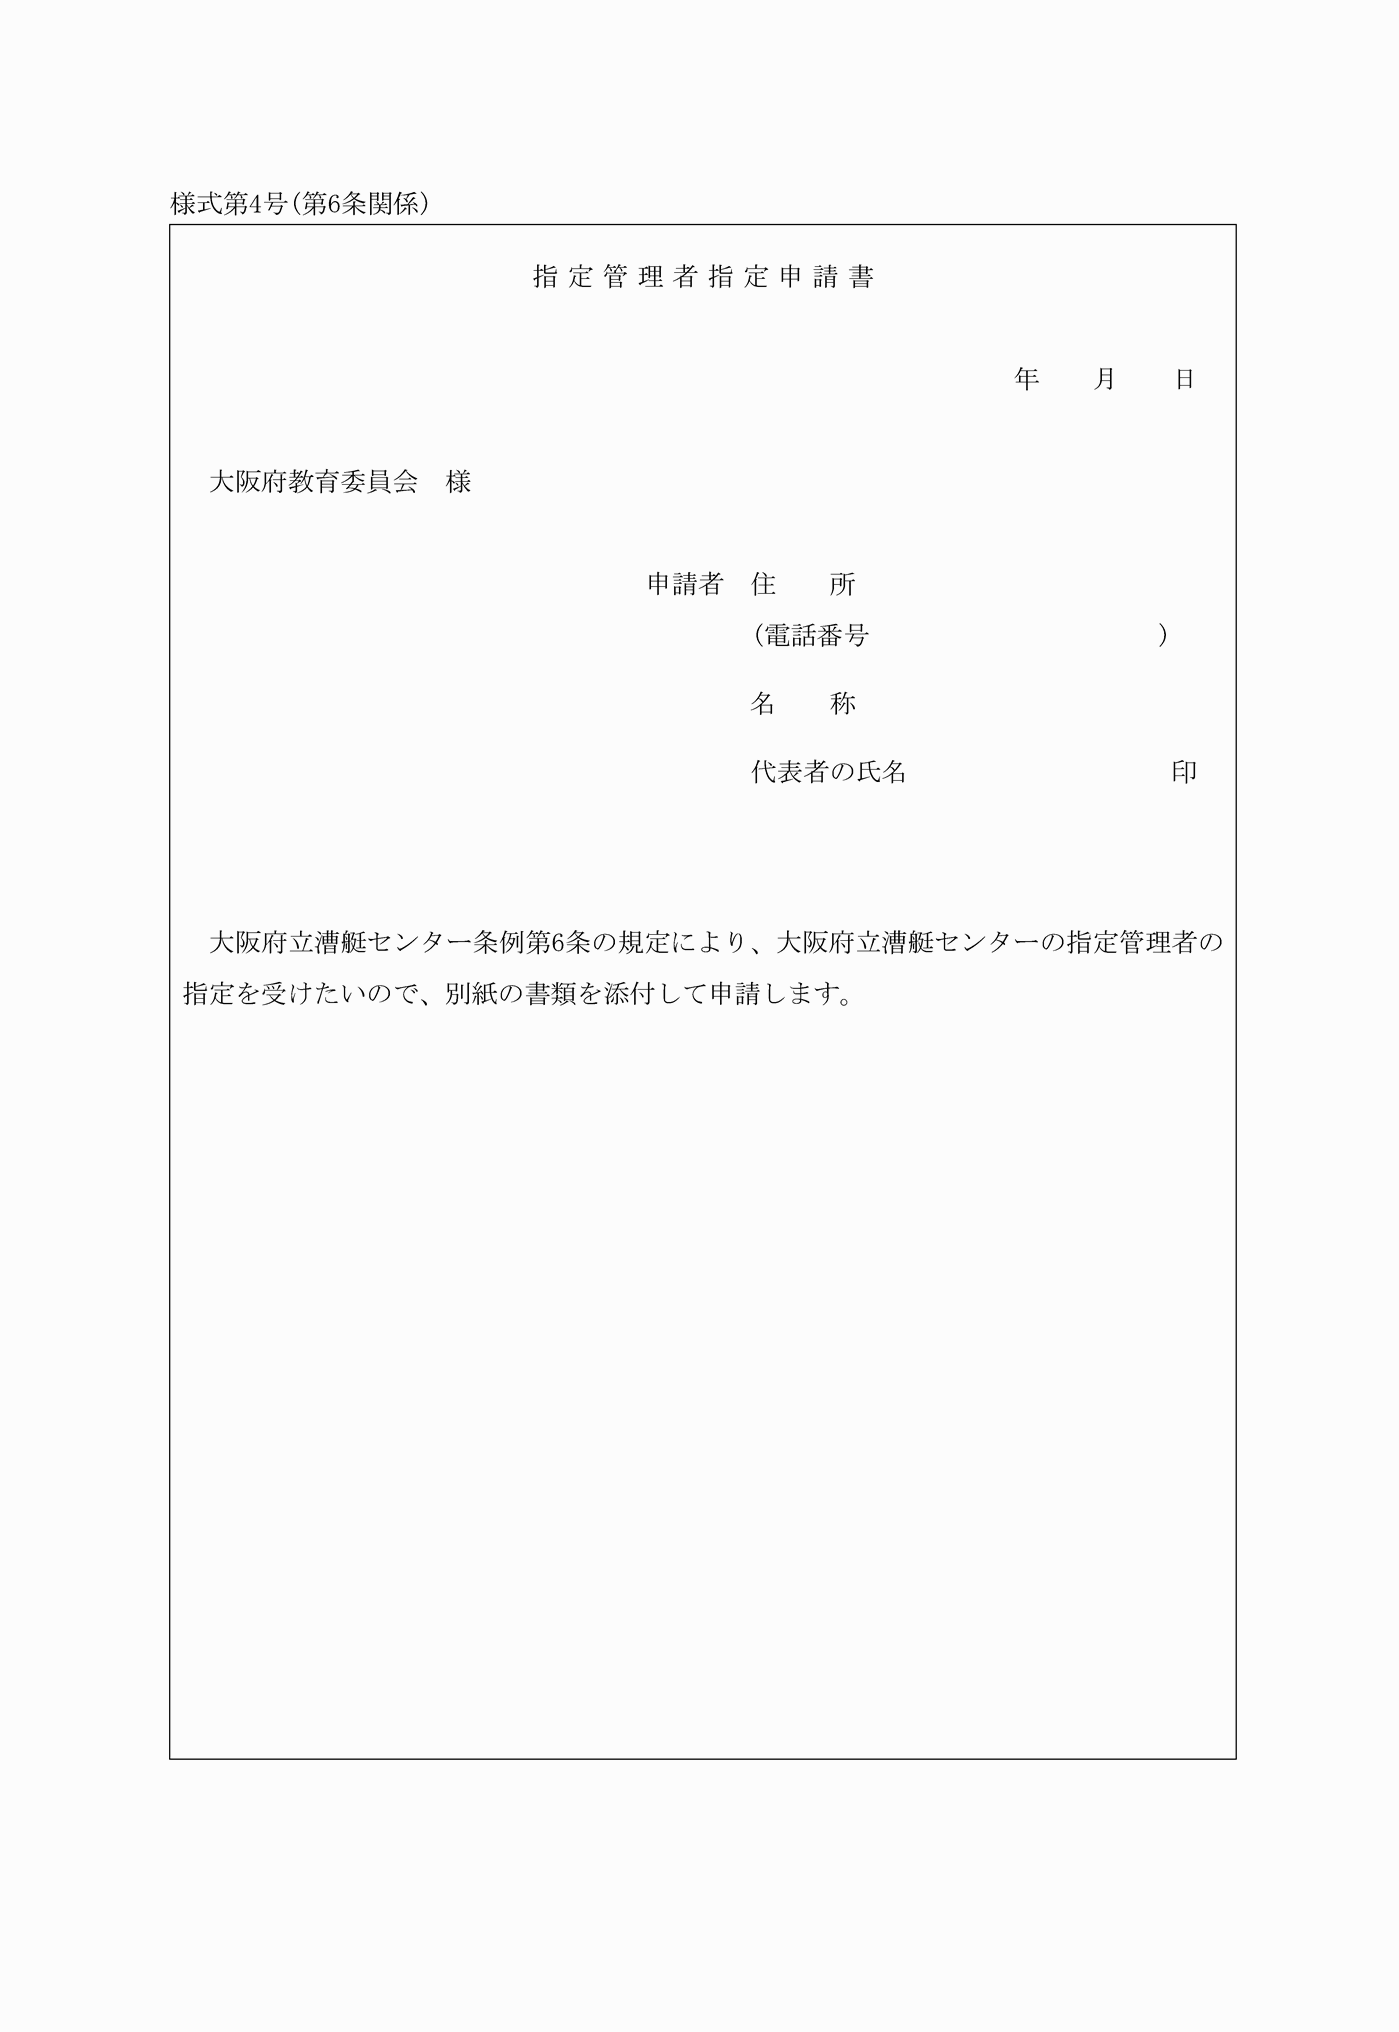 様式第4号(第6条関係)
指定管理者指定申請書
年　　月　　日
大阪府教育委員会　様
申請者　住　　所
(電話番号　　　　　　　　　　　)
名　　称
代表者の氏名　　　　　　　　　　印
　大阪府立漕艇センター条例第6条の規定により、大阪府立漕艇センターの指定管理者の
指定を受けたいので、別紙の書類を添付して申請します。